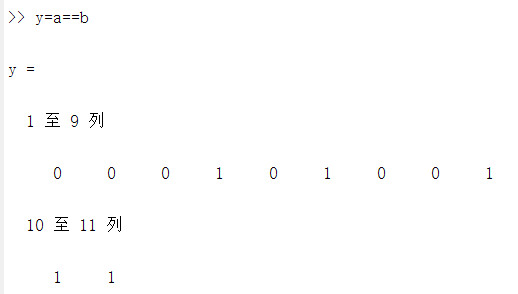 >> y=a==b
y =
1 至 9 列
0 0 0 1 0 1 0 0 1
10 至 11 列
1 1